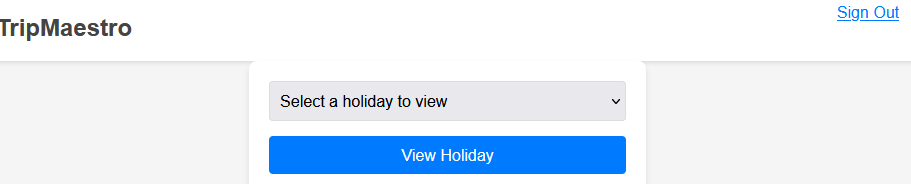 TripMaestro
Sign Out
Select a holiday to view
View Holiday